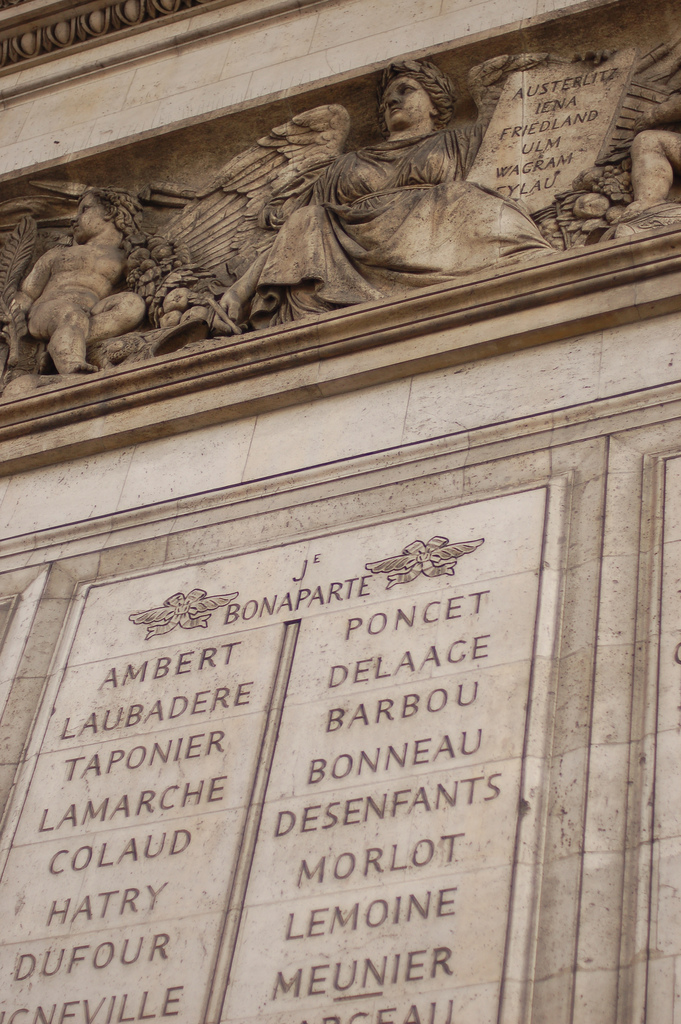 AUSTERLITZ
IENA
FRIEDLAND
ULM
WAGRAM
EYLAU
Jᴱ
BONAPARTE
AMBERT
LAUBADERE
TAPONIER
LAMARCHE
COLAUD
HATRY
DUFOUR
PONCET
DELAAGE
BARBOU
BONNEAU
DESENFANTS
MORLOT
LEMOINE
MEUNIER